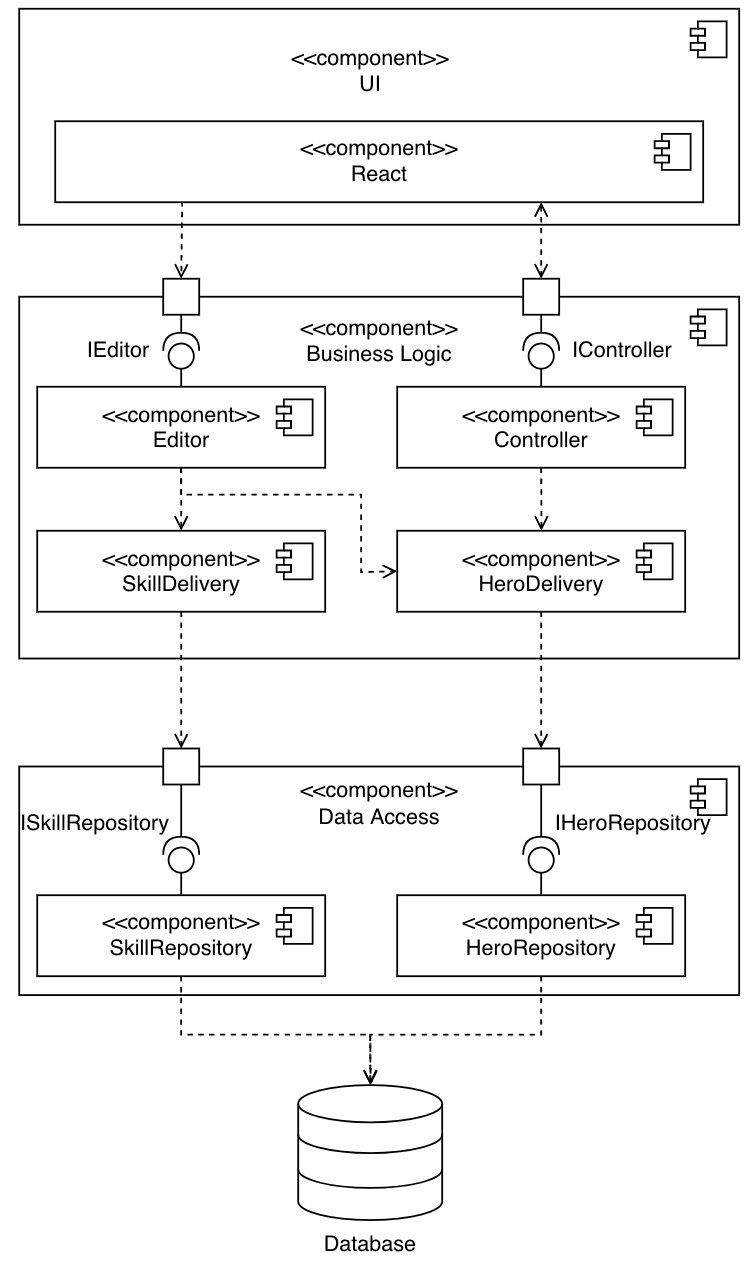 <<component>>
UI
<<component>>
React
IEditor
<<component>>
Business Logic
IController
<<component>>
Editor
<<component>>
Controller
<<component>>
SkillDelivery
<<component>>
HeroDelivery
<<component>>
Data Access
ISkillRepository
IHeroRepository
<<component>>
SkillRepository
<<component>>
HeroRepository
Database